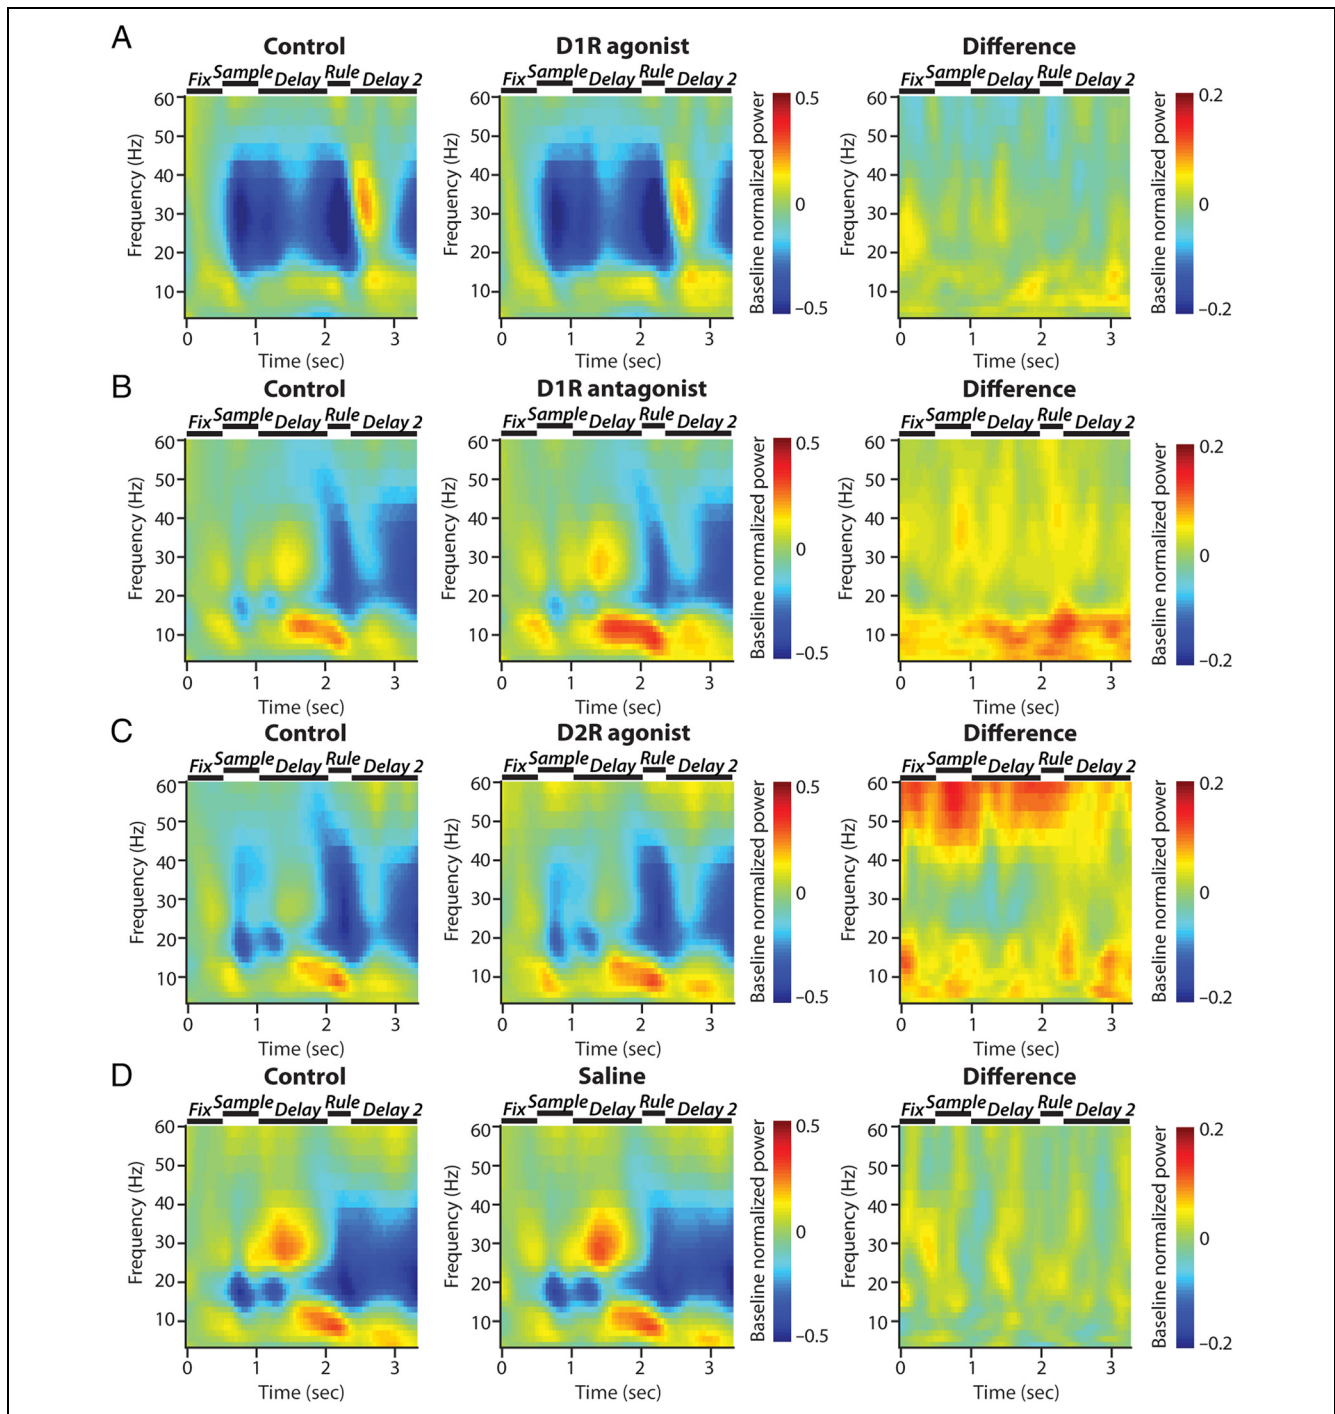 A
Control D1R agonist Difference
Fix Sample Delay Rule Delay 2 Fix Sample Delay Rule Delay 2 Fix Sample Delay Rule Delay 2
Frequency (Hz) 60 50 40 30 20 10
Frequency (Hz) 60 50 40 30 20 10
Baseline normalized power 0.5 0 –0.5
Frequency (Hz) 60 50 40 30 20 10
Baseline normalized power 0.2 0 –0.2
0 1 2 3 0 1 2 3 0 1 2 3
Time (sec) Time (sec) Time (sec)
B
Control D1R antagonist Difference
Fix Sample Delay Rule Delay 2 Fix Sample Delay Rule Delay 2 Fix Sample Delay Rule Delay 2
Frequency (Hz) 60 50 40 30 20 10
Frequency (Hz) 60 50 40 30 20 10
Baseline normalized power 0.5 0 –0.5
Frequency (Hz) 60 50 40 30 20 10
Baseline normalized power 0.2 0 –0.2
0 1 2 3 0 1 2 3 0 1 2 3
Time (sec) Time (sec) Time (sec)
C
Control D2R agonist Difference
Fix Sample Delay Rule Delay 2 Fix Sample Delay Rule Delay 2 Fix Sample Delay Rule Delay 2
Frequency (Hz) 60 50 40 30 20 10
Frequency (Hz) 60 50 40 30 20 10
Baseline normalized power 0.5 0 –0.5
Frequency (Hz) 60 50 40 30 20 10
Baseline normalized power 0.2 0 –0.2
0 1 2 3 0 1 2 3 0 1 2 3
Time (sec) Time (sec) Time (sec)
D
Control Saline Difference
Fix Sample Delay Rule Delay 2 Fix Sample Delay Rule Delay 2 Fix Sample Delay Rule Delay 2
Frequency (Hz) 60 50 40 30 20 10
Frequency (Hz) 60 50 40 30 20 10
Baseline normalized power 0.5 0 –0.5
Frequency (Hz) 60 50 40 30 20 10
Baseline normalized power 0.2 0 –0.2
0 1 2 3 0 1 2 3 0 1 2 3
Time (sec) Time (sec) Time (sec)